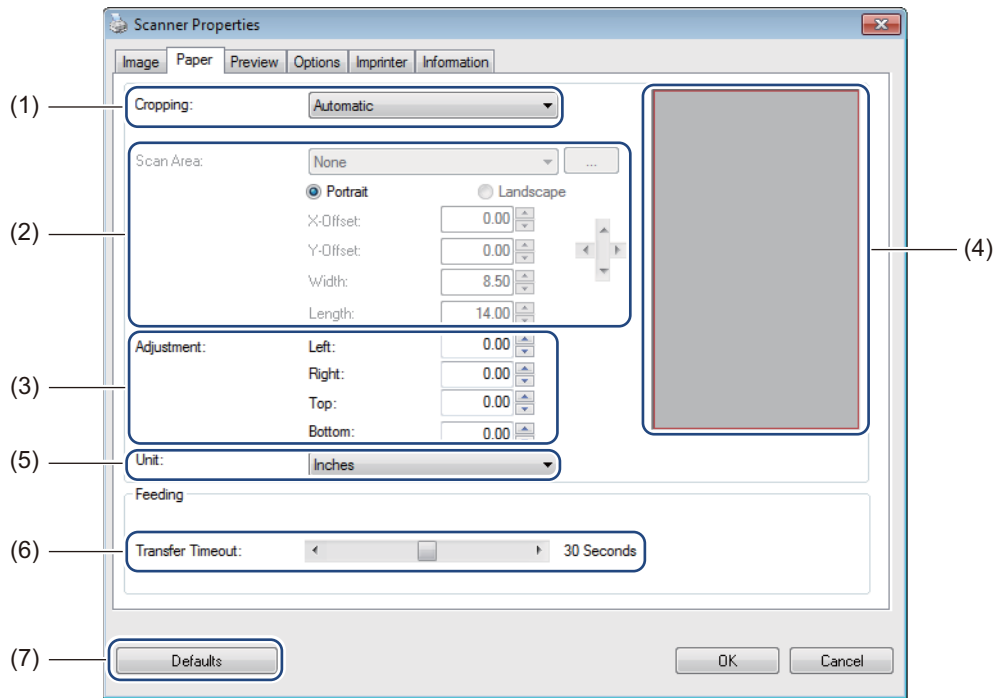 Scanner Properties
Image Paper Preview Options Imprinter Information
(1) Cropping: Automatic
(2) Scan Area: None ...
Portrait Landscape
X-Offset: 0.00
Y-Offset: 0.00
Width: 8.50
Length: 14.00
(3) Adjustment: Left: 0.00
Right: 0.00
Top: 0.00
Bottom: 0.00
(4)
(5) Unit: Inches
Feeding
(6) Transfer Timeout: 30 Seconds
(7) Defaults OK Cancel